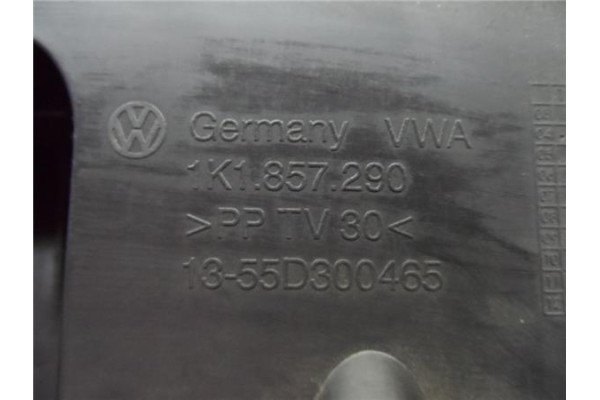 Germany VWA
1K1.857.290
>PP TV 30<
13-55D300465